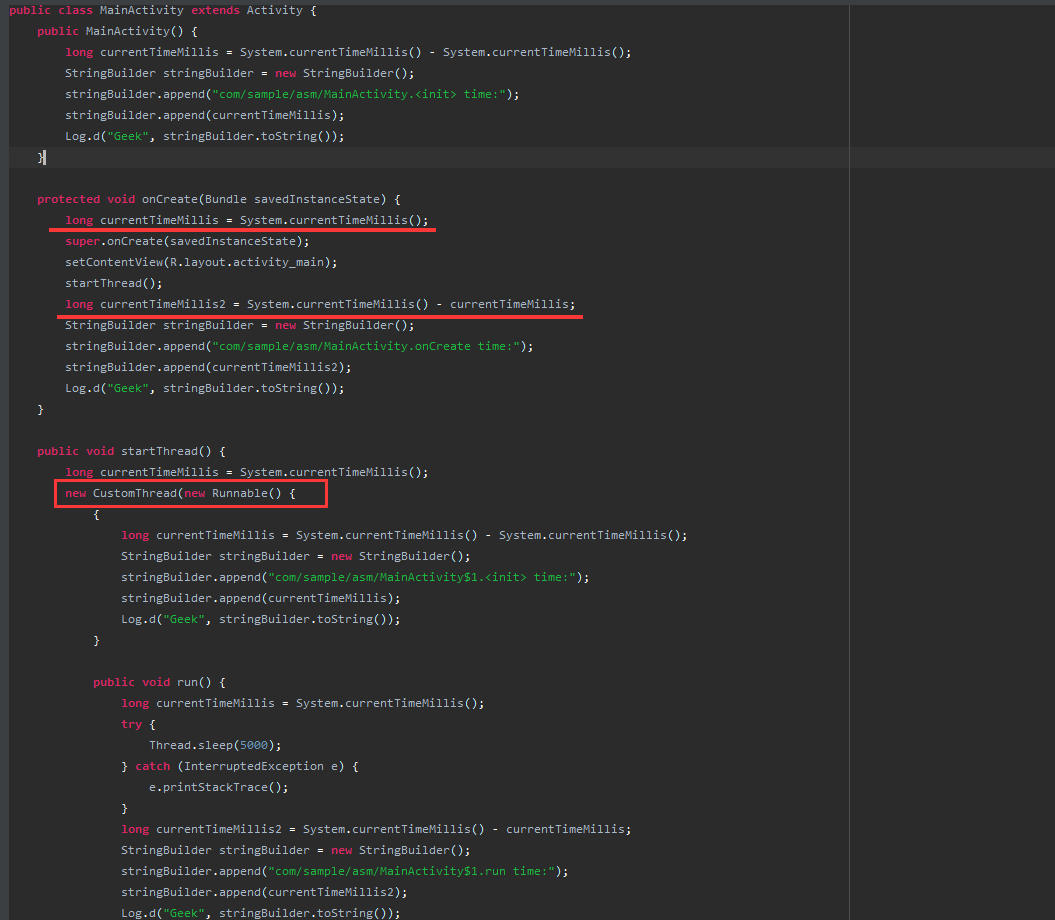 public class MainActivity extends Activity {
public MainActivity() {
long currentTimeMillis = System.currentTimeMillis() - System.currentTimeMillis();
StringBuilder stringBuilder = new StringBuilder();
stringBuilder.append("com/sample/asm/MainActivity.<init> time:");
stringBuilder.append(currentTimeMillis);
Log.d("Geek", stringBuilder.toString());
}
protected void onCreate(Bundle savedInstanceState) {
long currentTimeMillis = System.currentTimeMillis();
super.onCreate(savedInstanceState);
setContentView(R.layout.activity_main);
startThread();
long currentTimeMillis2 = System.currentTimeMillis() - currentTimeMillis;
StringBuilder stringBuilder = new StringBuilder();
stringBuilder.append("com/sample/asm/MainActivity.onCreate time:");
stringBuilder.append(currentTimeMillis2);
Log.d("Geek", stringBuilder.toString());
}
public void startThread() {
long currentTimeMillis = System.currentTimeMillis();
new CustomThread(new Runnable() {
{
long currentTimeMillis = System.currentTimeMillis() - System.currentTimeMillis();
StringBuilder stringBuilder = new StringBuilder();
stringBuilder.append("com/sample/asm/MainActivity$1.<init> time:");
stringBuilder.append(currentTimeMillis);
Log.d("Geek", stringBuilder.toString());
}
public void run() {
long currentTimeMillis = System.currentTimeMillis();
try {
Thread.sleep(5000);
} catch (InterruptedException e) {
e.printStackTrace();
}
long currentTimeMillis2 = System.currentTimeMillis() - currentTimeMillis;
StringBuilder stringBuilder = new StringBuilder();
stringBuilder.append("com/sample/asm/MainActivity$1.run time:");
stringBuilder.append(currentTimeMillis2);
Log.d("Geek", stringBuilder.toString());